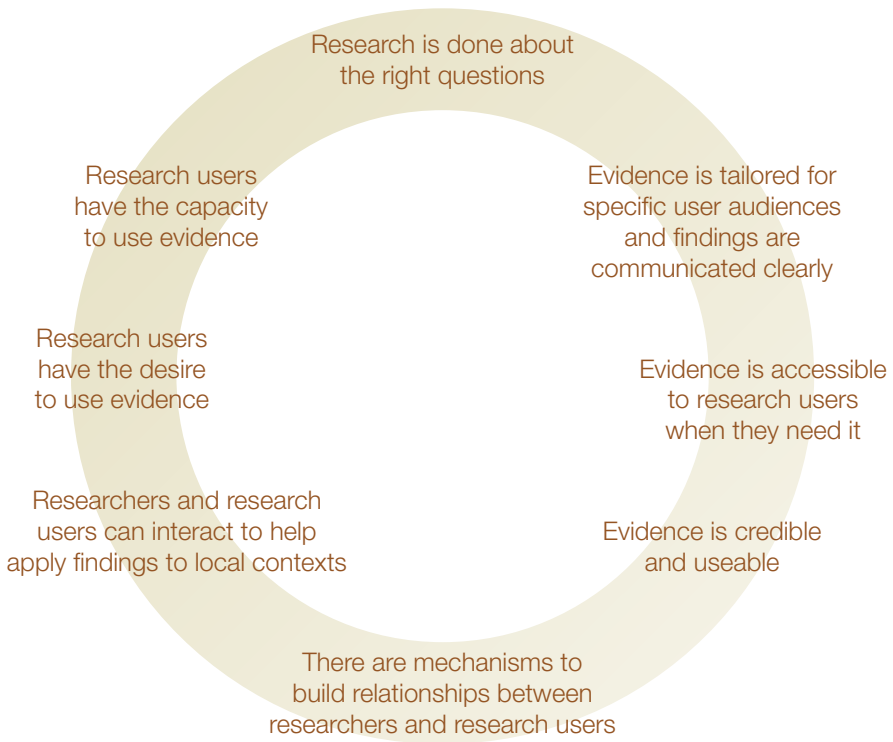 Research is done about
the right questions
Evidence is tailored for
specific user audiences
and findings are
communicated clearly
Evidence is accessible
to research users
when they need it
Evidence is credible
and useable
There are mechanisms to
build relationships between
researchers and research users
Researchers and research
users can interact to help
apply findings to local contexts
Research users
have the desire
to use evidence
Research users
have the capacity
to use evidence